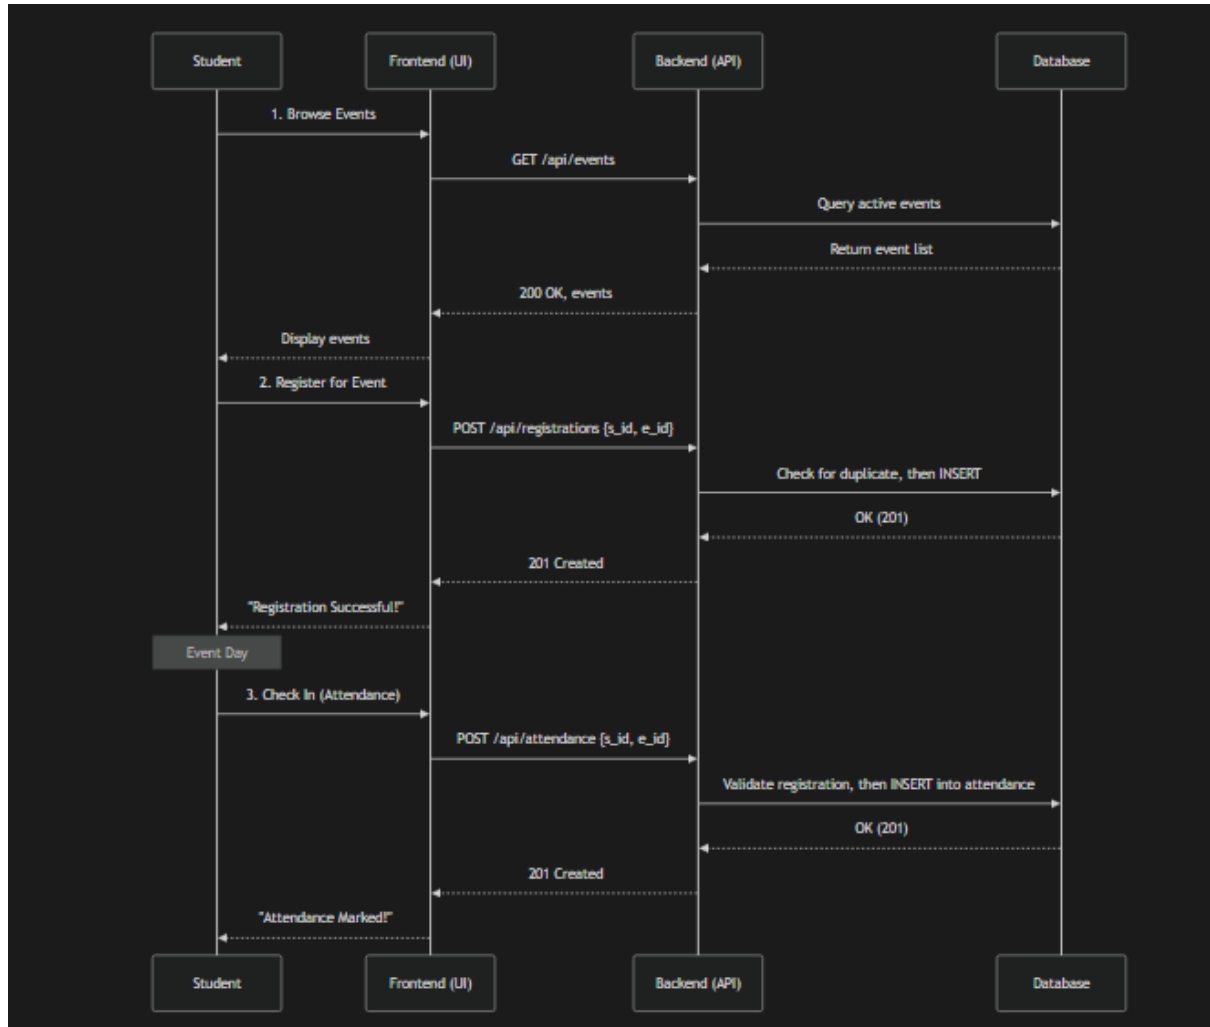 Student
Frontend (UI)
Backend (API)
Database
1. Browse Events
GET /api/events
Query active events
Return event list
200 OK, events
Display events
2. Register for Event
POST /api/registrations {s_id, e_id}
Check for duplicate, then INSERT
OK (201)
201 Created
"Registration Successful!"
Event Day
3. Check In (Attendance)
POST /api/attendance {s_id, e_id}
Validate registration, then INSERT into attendance
OK (201)
201 Created
"Attendance Marked!"
Student
Frontend (UI)
Backend (API)
Database